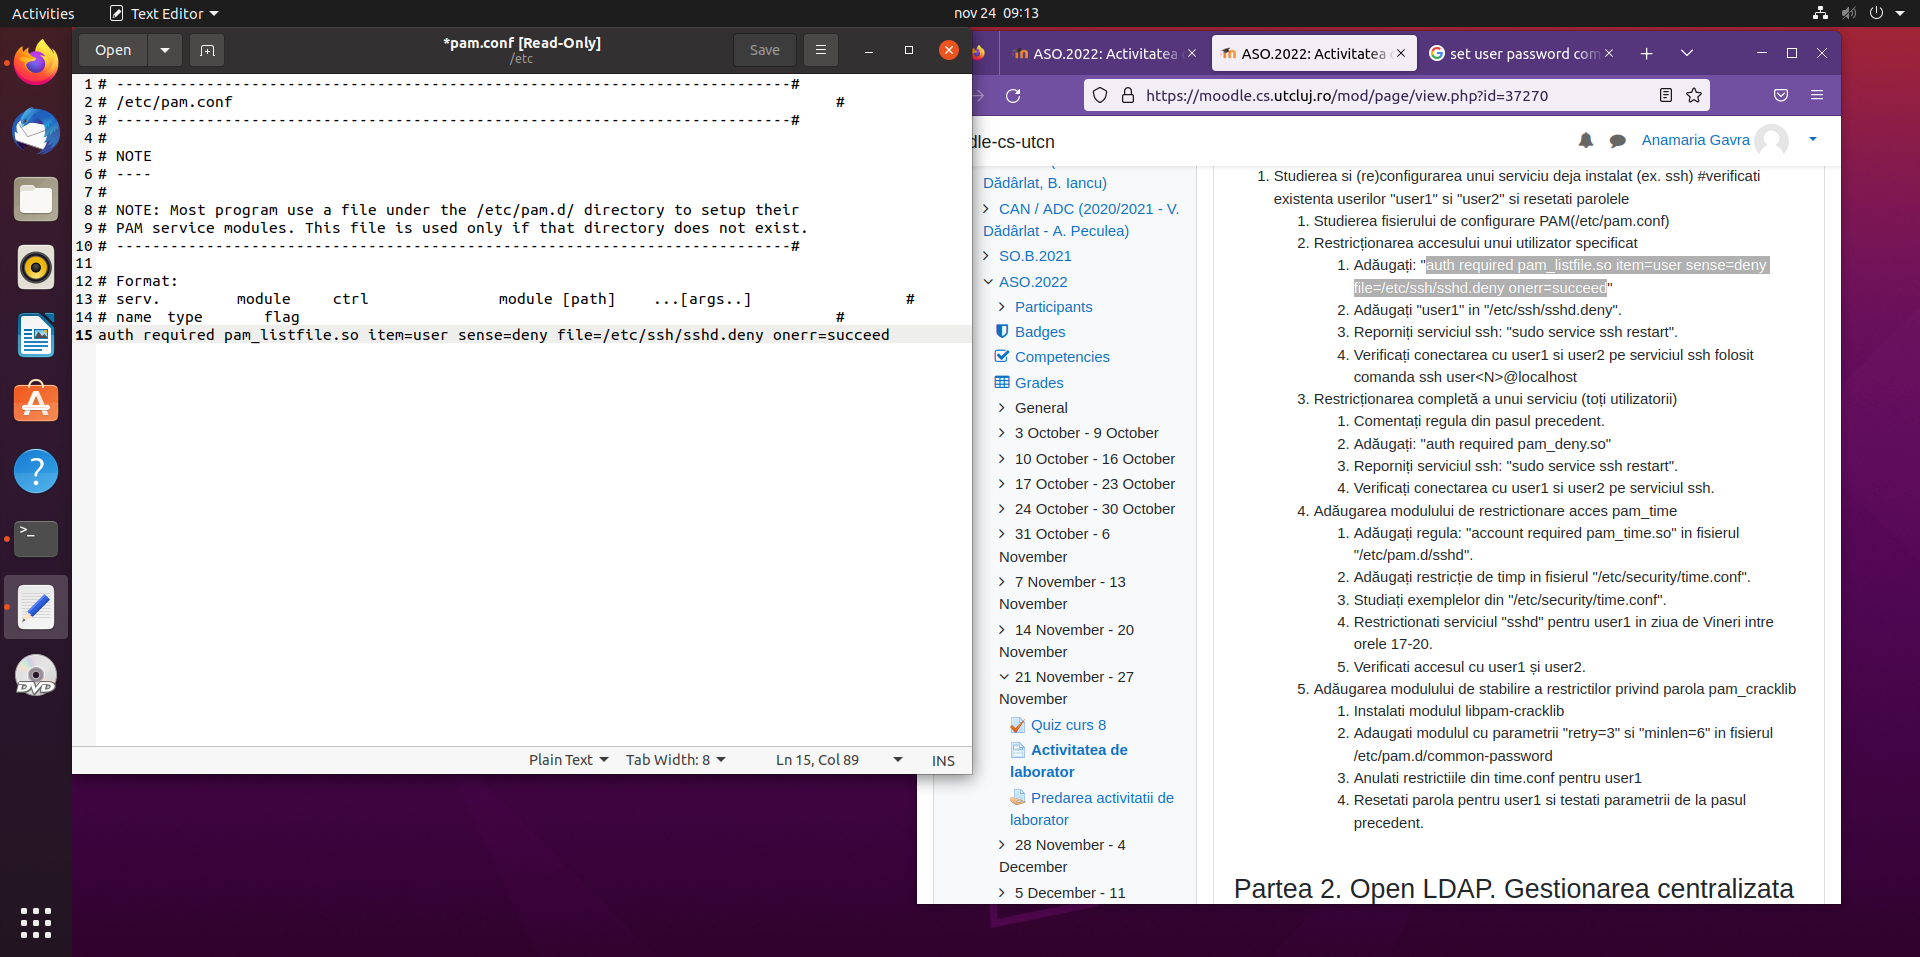 Activities
Text Editor
nov 24 09:13
Open
*pam.conf [Read-Only]
/etc
Save
1 # ---------------------------------------------------------------------------#
2 # /etc/pam.conf #
3 # ---------------------------------------------------------------------------#
4 #
5 # NOTE
6 # ----
7 #
8 # NOTE: Most program use a file under the /etc/pam.d/ directory to setup their
9 # PAM service modules. This file is used only if that directory does not exist.
10 # ---------------------------------------------------------------------------#
11
12 # Format:
13 # serv. module ctrl module [path] ...[args..] #
14 # name type flag #
15 auth required pam_listfile.so item=user sense=deny file=/etc/ssh/sshd.deny onerr=succeed
Plain Text
Tab Width: 8
Ln 15, Col 89
INS
ASO.2022: Activitatea
ASO.2022: Activitatea
set user password com
https://moodle.cs.utcluj.ro/mod/page/view.php?id=37270
dle-cs-utcn
Anamaria Gavra
Dădârlat, B. Iancu)
CAN / ADC (2020/2021 - V.
Dădârlat - A. Peculea)
SO.B.2021
ASO.2022
Participants
Badges
Competencies
Grades
General
3 October - 9 October
10 October - 16 October
17 October - 23 October
24 October - 30 October
31 October - 6
November
7 November - 13
November
14 November - 20
November
21 November - 27
November
Quiz curs 8
Activitatea de
laborator
Predarea activitatii de
laborator
28 November - 4
December
5 December - 11
1. Studierea si (re)configurarea unui serviciu deja instalat (ex. ssh) #verificati
existenta userilor "user1" si "user2" si resetati parolele
1. Studierea fisierului de configurare PAM(/etc/pam.conf)
2. Restricționarea accesului unui utilizator specificat
1. Adăugați: "auth required pam_listfile.so item=user sense=deny
file=/etc/ssh/sshd.deny onerr=succeed"
2. Adăugați "user1" in "/etc/ssh/sshd.deny".
3. Reporniți serviciul ssh: "sudo service ssh restart".
4. Verificați conectarea cu user1 si user2 pe serviciul ssh folosit
comanda ssh user<N>@localhost
3. Restricționarea completă a unui serviciu (toți utilizatorii)
1. Comentați regula din pasul precedent.
2. Adăugați: "auth required pam_deny.so"
3. Reporniți serviciul ssh: "sudo service ssh restart".
4. Verificați conectarea cu user1 si user2 pe serviciul ssh.
4. Adăugarea modulului de restrictionare acces pam_time
1. Adăugați regula: "account required pam_time.so" in fisierul
"/etc/pam.d/sshd".
2. Adăugați restricție de timp in fisierul "/etc/security/time.conf".
3. Studiați exemplelor din "/etc/security/time.conf".
4. Restrictionati serviciul "sshd" pentru user1 in ziua de Vineri intre
orele 17-20.
5. Verificati accesul cu user1 și user2.
5. Adăugarea modulului de stabilire a restrictilor privind parola pam_cracklib
1. Instalati modulul libpam-cracklib
2. Adaugati modulul cu parametrii "retry=3" si "minlen=6" in fisierul
/etc/pam.d/common-password
3. Anulati restrictiile din time.conf pentru user1
4. Resetati parola pentru user1 si testati parametrii de la pasul
precedent.
Partea 2. Open LDAP. Gestionarea centralizata